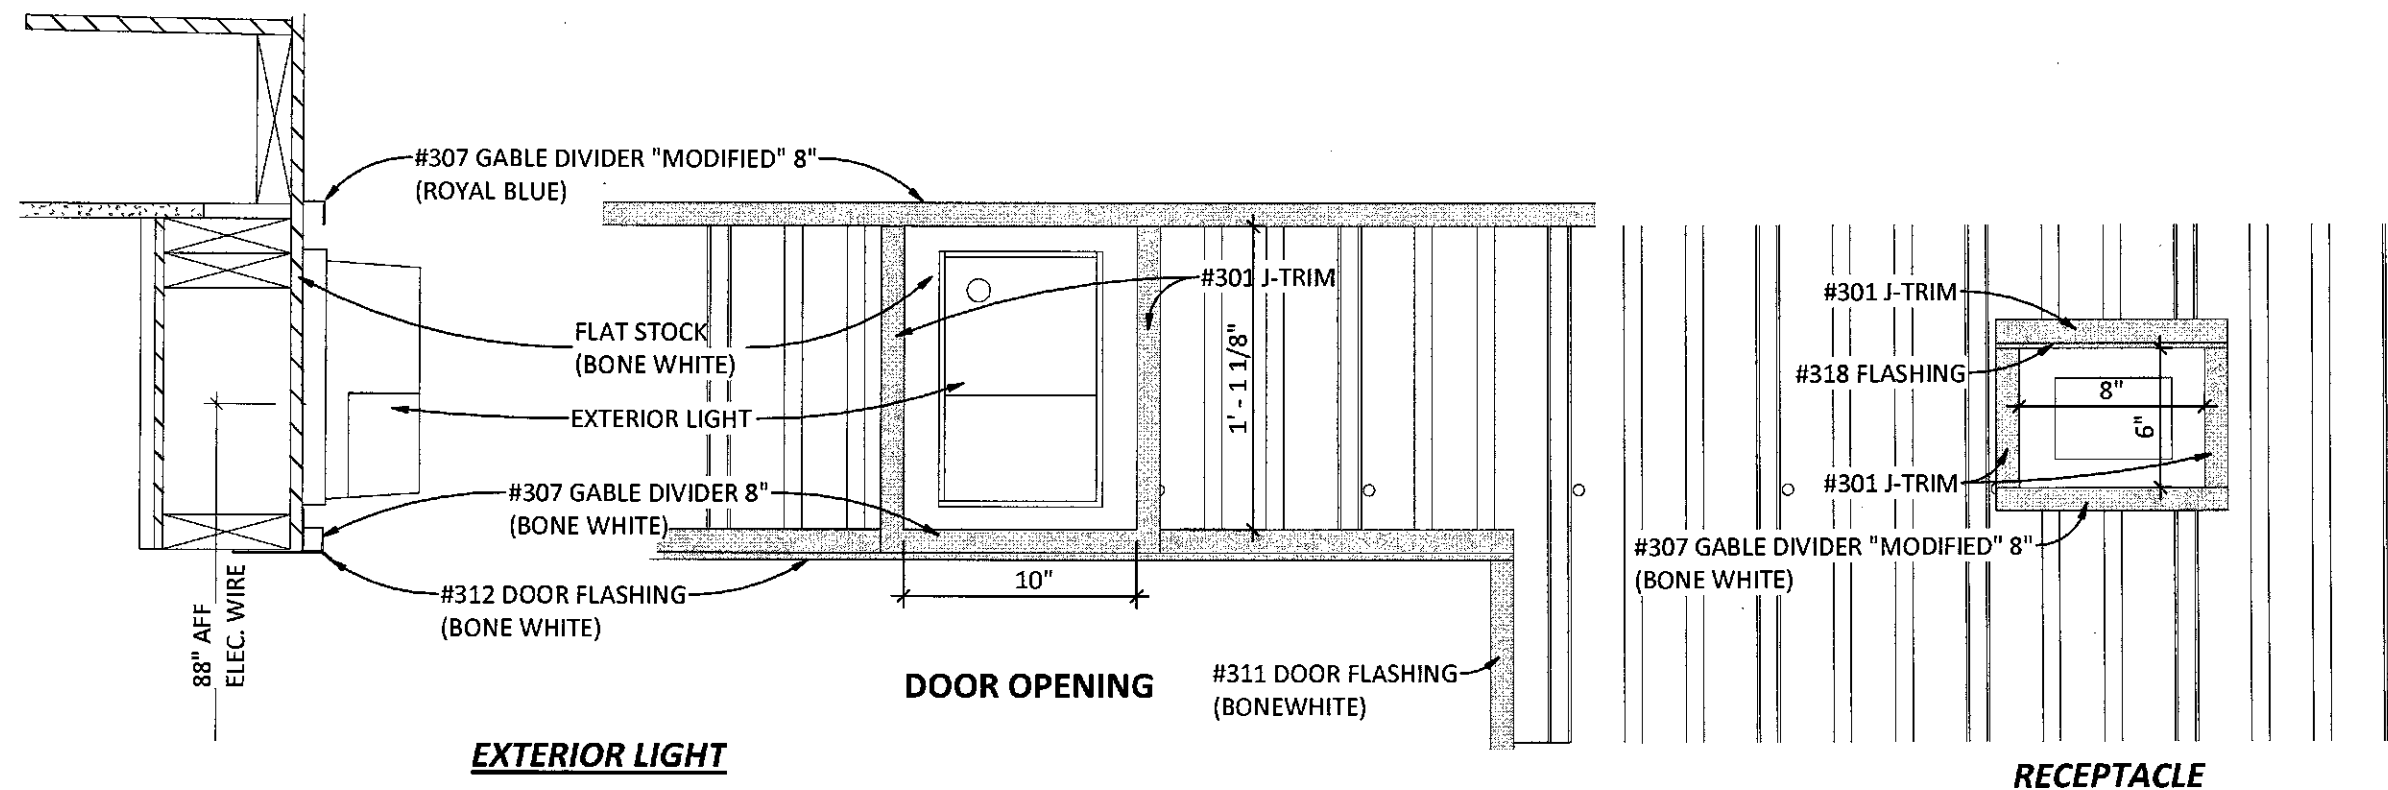 #307 GABLE DIVIDER "MODIFIED" 8"
(ROYAL BLUE)
#301 J-TRIM
FLAT STOCK
(BONE WHITE)
EXTERIOR LIGHT
1' - 1 1/8"
#307 GABLE DIVIDER 8"
(BONE WHITE)
10"
#312 DOOR FLASHING
(BONE WHITE)
88" AFF
ELEC. WIRE
DOOR OPENING
#311 DOOR FLASHING
(BONEWHITE)
EXTERIOR LIGHT
#301 J-TRIM
#318 FLASHING
8"
6"
#301 J-TRIM
#307 GABLE DIVIDER "MODIFIED" 8"
(BONE WHITE)
RECEPTACLE